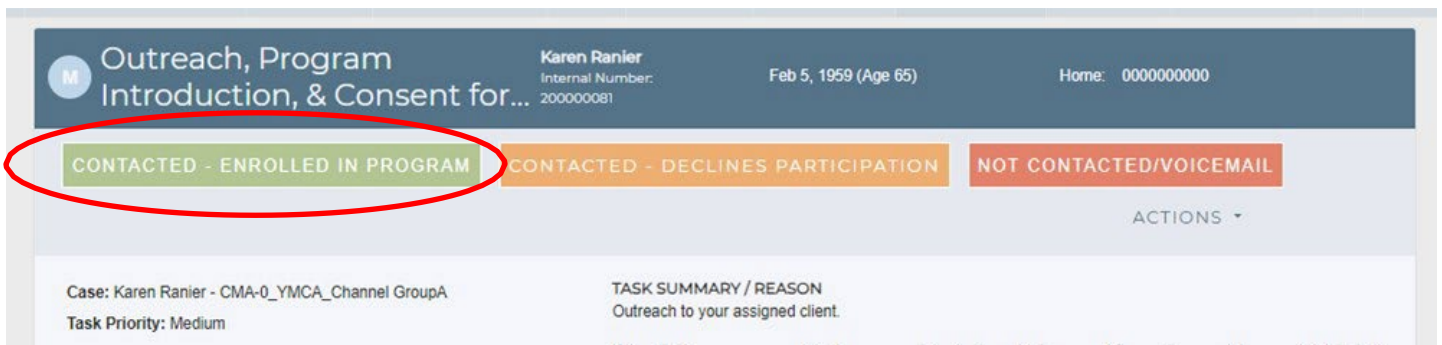 M
Outreach, Program
Introduction, & Consent for...
Karen Ranier
Internal Number:
200000081
Feb 5, 1959 (Age 65)
Home: 0000000000
CONTACTED - ENROLLED IN PROGRAM
CONTACTED - DECLINES PARTICIPATION
NOT CONTACTED/VOICEMAIL
ACTIONS
Case: Karen Ranier - CMA-0_YMCA_Channel GroupA
Task Priority: Medium
TASK SUMMARY / REASON
Outreach to your assigned client.